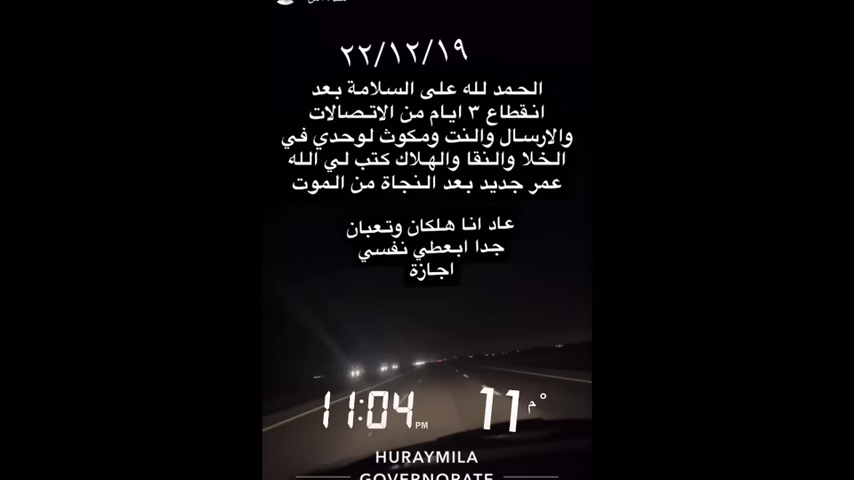 ٢٢/١٢/١٩
الحمد لله على السلامة بعد
انقطاع ٣ ايام من الاتصالات
والارسال والنت ومكوث لوحدي في
الخلا والنقا والهلاك كتب لي الله
عمر جديد بعد النجاة من الموت
عاد انا هلكان وتعبان
جدا ابعطي نفسي
اجازة
11:04 PM 11°م
HURAYMILA
GOVERNORATE